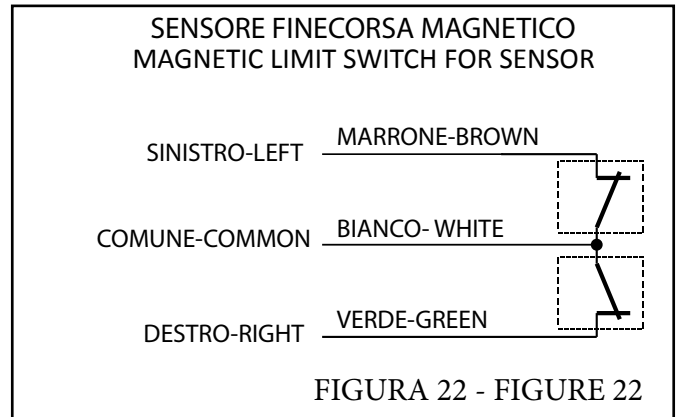 SENSORE FINECORSA MAGNETICO
MAGNETIC LIMIT SWITCH FOR SENSOR
SINISTRO-LEFT MARRONE-BROWN
COMUNE-COMMON BIANCO- WHITE
DESTRO-RIGHT VERDE-GREEN
FIGURA 22 - FIGURE 22